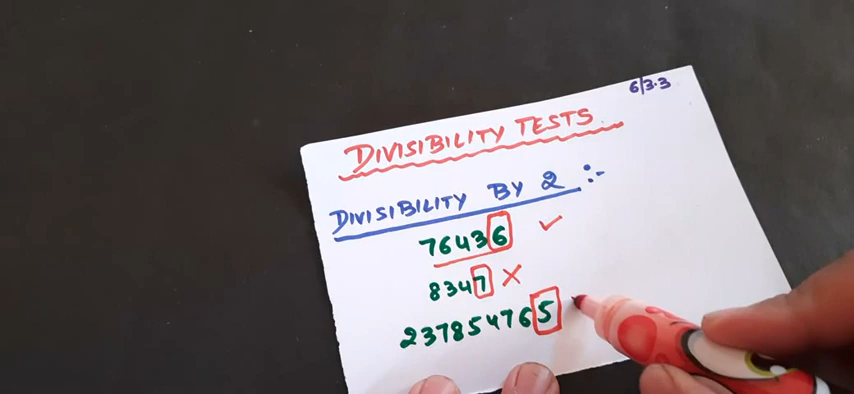 6/3.3
DIVISIBILITY TESTS
DIVISIBILITY BY 2 :-
76436 ✓
8347 ×
237854765